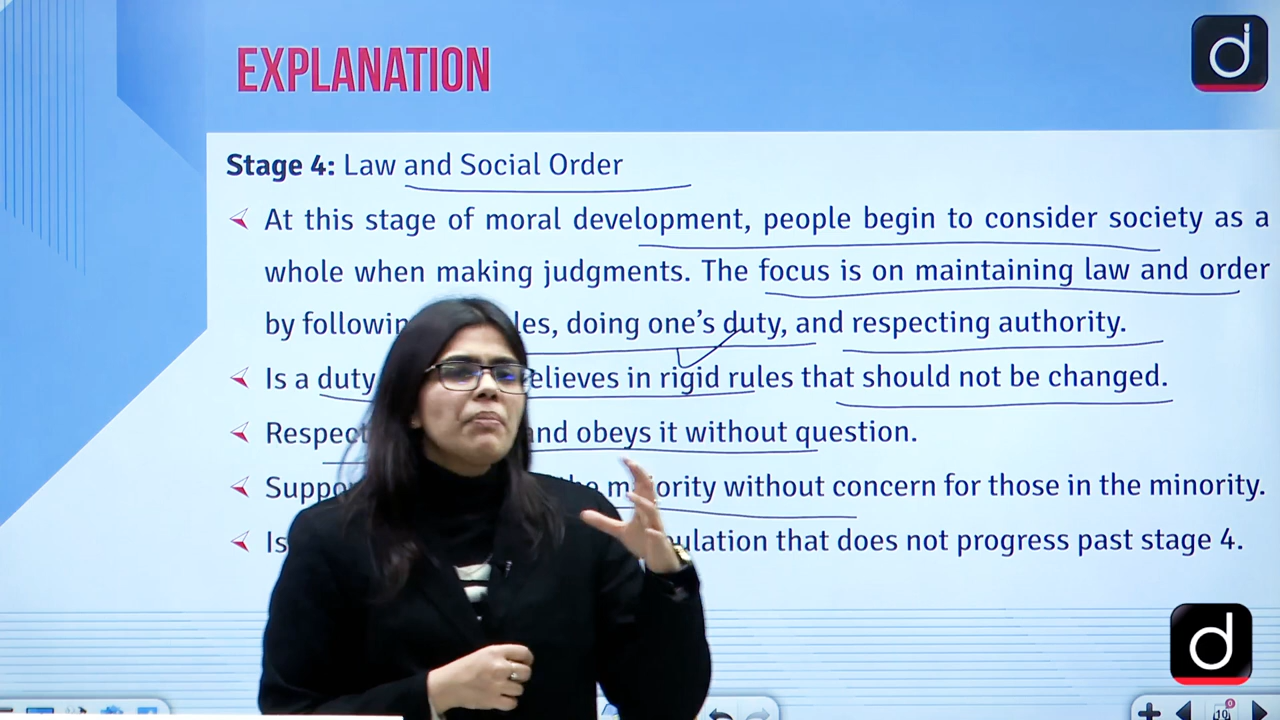 EXPLANATION
d
Stage 4: Law and Social Order
At this stage of moral development, people begin to consider society as a
whole when making judgments. The focus is on maintaining law and order
by followin les, doing one's duty, and respecting authority.
Is a duty elieves in rigid rules that should not be changed.
Respect and obeys it without question.
Suppo the majority without concern for those in the minority.
Is ulation that does not progress past stage 4.
d
19